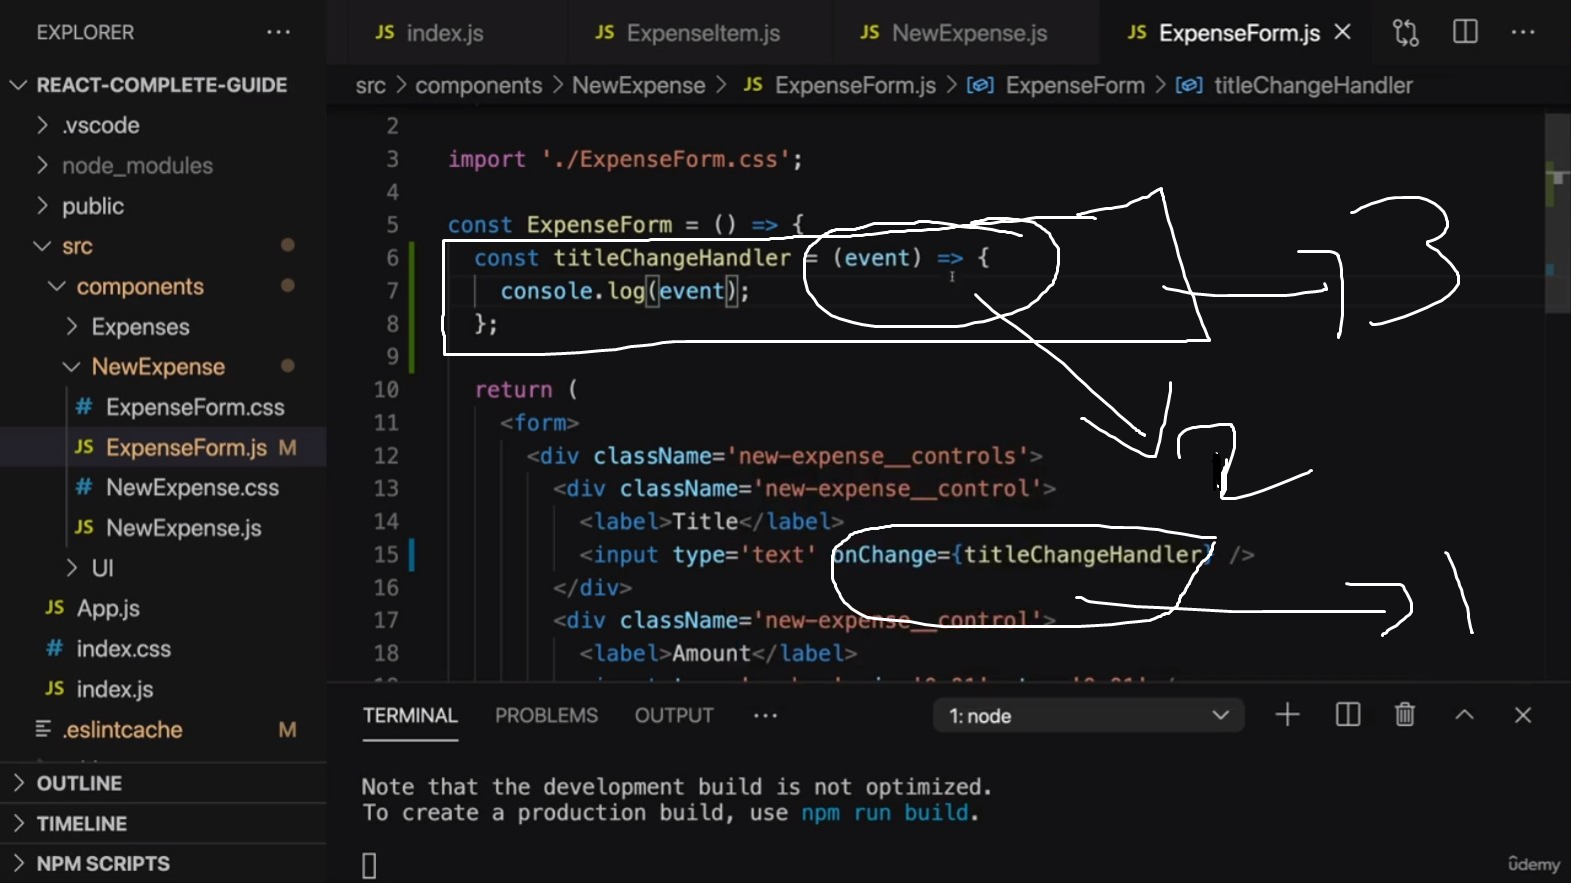 EXPLORER
REACT-COMPLETE-GUIDE
.vscode
node_modules
public
src
components
Expenses
NewExpense
# ExpenseForm.css
JS ExpenseForm.js M
# NewExpense.css
JS NewExpense.js
UI
JS App.js
# index.css
JS index.js
.eslintcache M
OUTLINE
TIMELINE
NPM SCRIPTS
JS index.js
JS ExpenseItem.js
JS NewExpense.js
JS ExpenseForm.js
src > components > NewExpense > JS ExpenseForm.js > ExpenseForm > titleChangeHandler
2
3 import './ExpenseForm.css';
4
5 const ExpenseForm = () => {
6 const titleChangeHandler = (event) => {
7 console.log(event);
8 };
9
10 return (
11 <form>
12 <div className='new-expense__controls'>
13 <div className='new-expense__control'>
14 <label>Title</label>
15 <input type='text' onChange={titleChangeHandler} />
16 </div>
17 <div className='new-expense__control'>
18 <label>Amount</label>
3
2
1
TERMINAL PROBLEMS OUTPUT
1: node
Note that the development build is not optimized.
To create a production build, use npm run build.
ûdemy